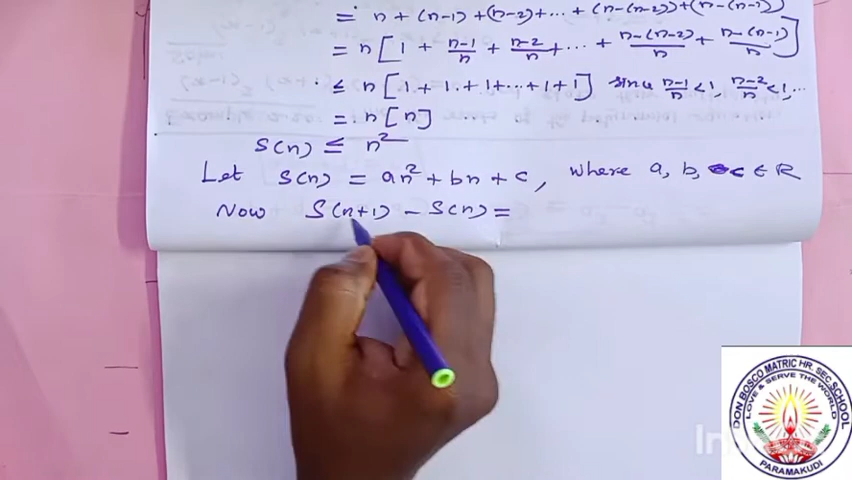 = n + (n-1) + (n-2) + ... + (n-(n-2)) + (n-(n-1))
= n [ 1 + n-1/n + n-2/n + ... + n-(n-2)/n + n-(n-1)/n ]
≤ n [ 1 + 1 + 1 + ... + 1 + 1 ] since n-1/n < 1, n-2/n < 1, ...
= n [n]
S(n) ≤ n²
Let S(n) = an² + bn + c, where a, b, c ∈ R
Now S(n+1) - S(n) =
DON BOSCO MATRIC HR. SEC. SCHOOL
LOVE & SERVE THE WORLD
PARAMAKUDI